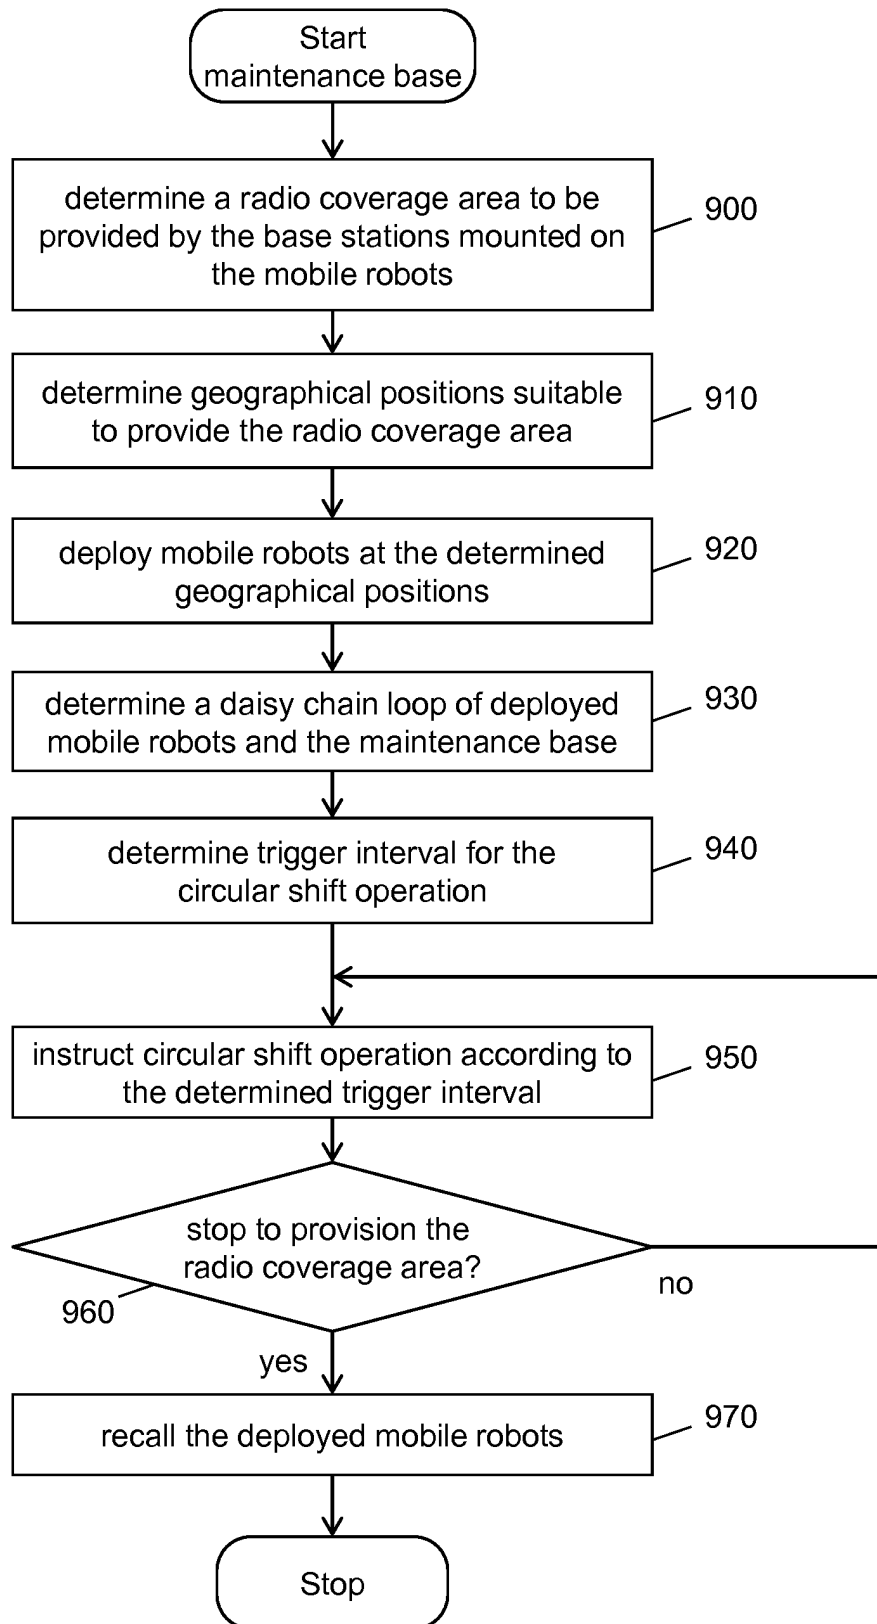 Start
maintenance base
determine a radio coverage area to be
provided by the base stations mounted on
the mobile robots
900
determine geographical positions suitable
to provide the radio coverage area
910
deploy mobile robots at the determined
geographical positions
920
determine a daisy chain loop of deployed
mobile robots and the maintenance base
930
determine trigger interval for the
circular shift operation
940
instruct circular shift operation according to
the determined trigger interval
950
stop to provision the
radio coverage area?
960
no
yes
recall the deployed mobile robots
970
Stop